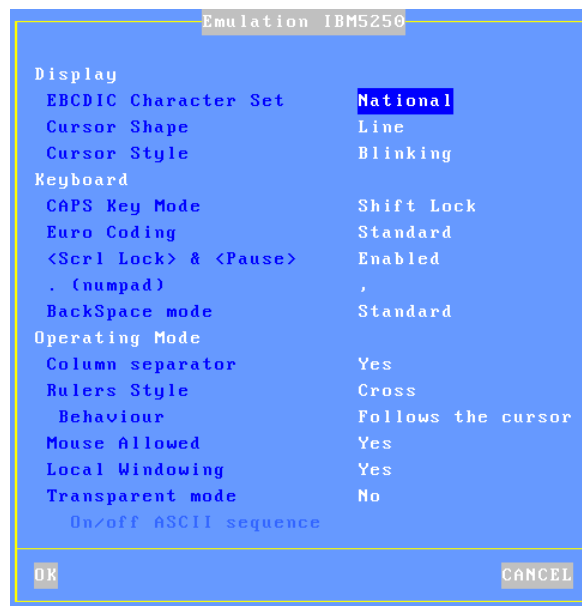 Emulation IBM5250
Display
EBCDIC Character Set National
Cursor Shape Line
Cursor Style Blinking
Keyboard
CAPS Key Mode Shift Lock
Euro Coding Standard
<Scrl Lock> & <Pause> Enabled
. (numpad) ,
BackSpace mode Standard
Operating Mode
Column separator Yes
Rulers Style Cross
Behaviour Follows the cursor
Mouse Allowed Yes
Local Windowing Yes
Transparent mode No
On/off ASCII sequence
OK CANCEL